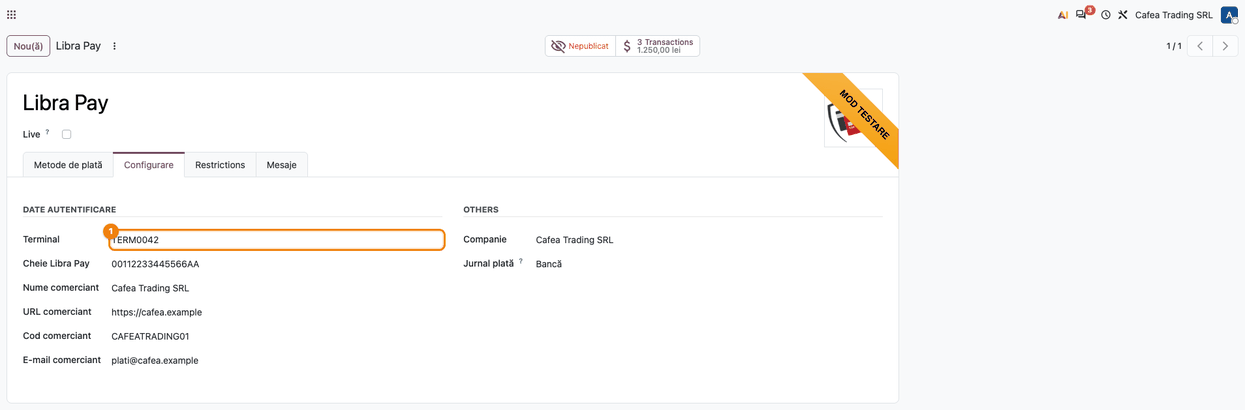 3
Cafea Trading SRL
A
Nou(ă)
Libra Pay
Nepublicat
$
3 Transactions
1.250,00 lei
1 / 1
Libra Pay
MOD TESTARE
Live ?
Metode de plată
Configurare
Restrictions
Mesaje
DATE AUTENTIFICARE
OTHERS
1
Terminal TERM0042
Companie Cafea Trading SRL
Cheie Libra Pay 00112233445566AA
Jurnal plată ? Bancă
Nume comerciant Cafea Trading SRL
URL comerciant https://cafea.example
Cod comerciant CAFEATRADING01
E-mail comerciant plati@cafea.example